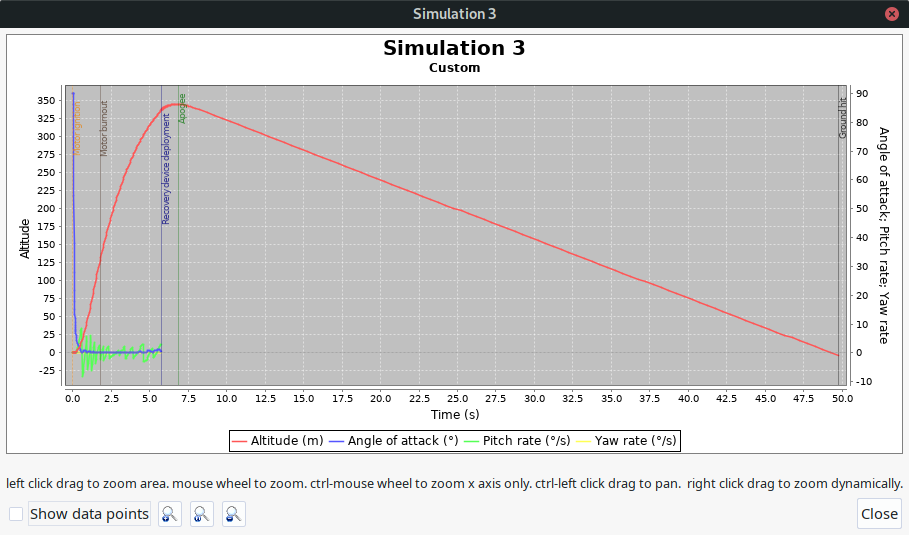 Simulation 3
Simulation 3
Custom
Altitude
350
325
300
275
250
225
200
175
150
125
100
75
50
25
0
-25
Motor ignition
Motor burnout
Recovery device deployment
Apogee
Ground hit
90
80
70
60
50
40
30
20
10
0
-10
Angle of attack; Pitch rate; Yaw rate
0.0 2.5 5.0 7.5 10.0 12.5 15.0 17.5 20.0 22.5 25.0 27.5 30.0 32.5 35.0 37.5 40.0 42.5 45.0 47.5 50.0
Time (s)
Altitude (m) Angle of attack (°) Pitch rate (°/s) Yaw rate (°/s)
left click drag to zoom area. mouse wheel to zoom. ctrl-mouse wheel to zoom x axis only. ctrl-left click drag to pan. right click drag to zoom dynamically.
Show data points
Close